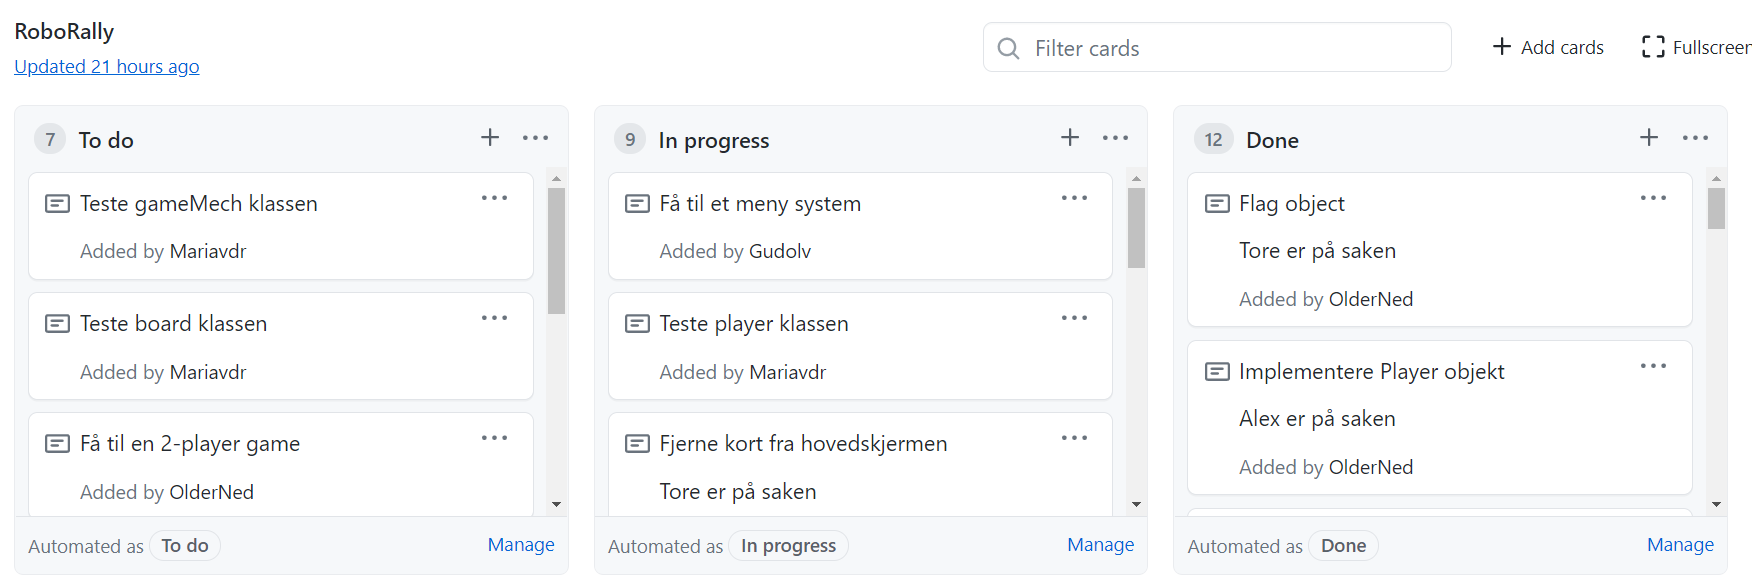 RoboRally
Updated 21 hours ago
Filter cards
Add cards
Fullscreen
7 To do
Teste gameMech klassen
Added by Mariavdr
Teste board klassen
Added by Mariavdr
Få til en 2-player game
Added by OlderNed
Automated as To do
Manage
9 In progress
Få til et meny system
Added by Gudolv
Teste player klassen
Added by Mariavdr
Fjerne kort fra hovedskjermen
Tore er på saken
Automated as In progress
Manage
12 Done
Flag object
Tore er på saken
Added by OlderNed
Implementere Player objekt
Alex er på saken
Added by OlderNed
Automated as Done
Manage